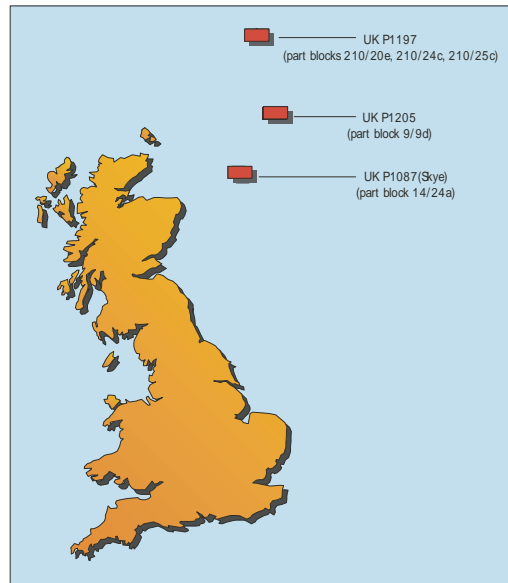 UK P1197
(part blocks 210/20e, 210/24c, 210/25c)
UK P1205
(part block 9/9d)
UK P1087(Skye)
(part block 14/24a)